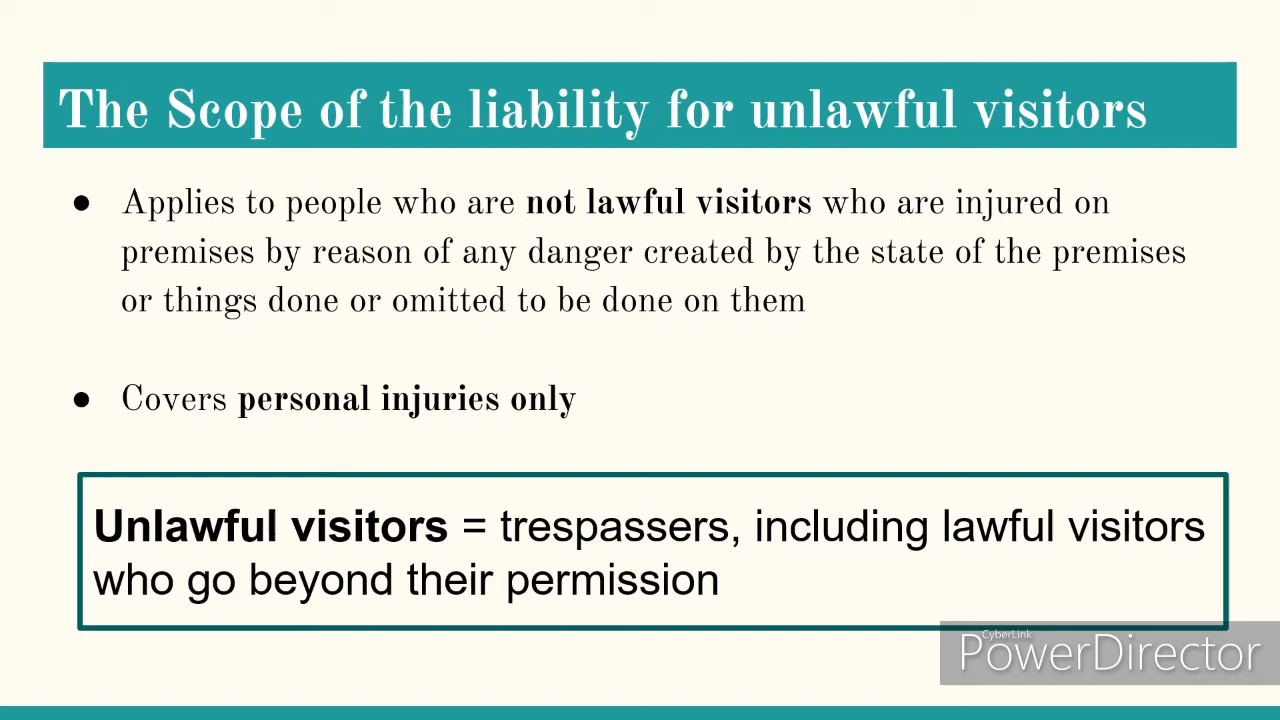 The Scope of the liability for unlawful visitors
● Applies to people who are not lawful visitors who are injured on
premises by reason of any danger created by the state of the premises
or things done or omitted to be done on them
● Covers personal injuries only
Unlawful visitors = trespassers, including lawful visitors
who go beyond their permission
CyberLink
PowerDirector